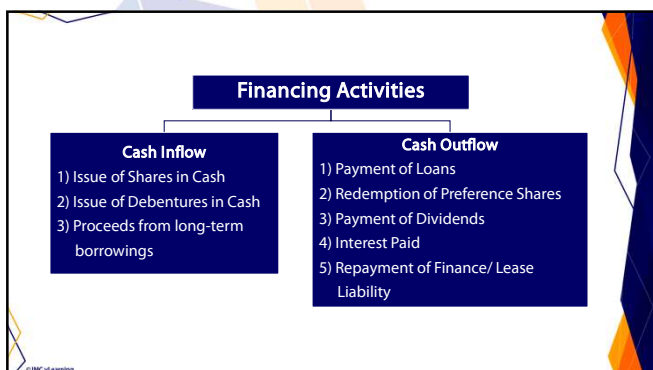 Financing Activities
Cash Inflow
1) Issue of Shares in Cash
2) Issue of Debentures in Cash
3) Proceeds from long-term
borrowings
Cash Outflow
1) Payment of Loans
2) Redemption of Preference Shares
3) Payment of Dividends
4) Interest Paid
5) Repayment of Finance/ Lease
Liability